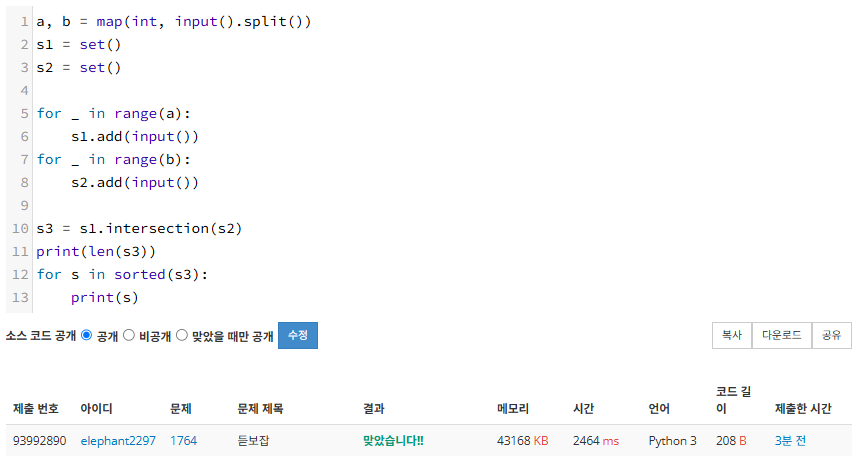 1 a, b = map(int, input().split())
2 s1 = set()
3 s2 = set()
4
5 for _ in range(a):
6     s1.add(input())
7 for _ in range(b):
8     s2.add(input())
9
10 s3 = s1.intersection(s2)
11 print(len(s3))
12 for s in sorted(s3):
13     print(s)
소스 코드 공개 공개 비공개 맞았을 때만 공개 수정 복사 다운로드 공유
제출 번호 아이디 문제 문제 제목 결과 메모리 시간 언어 코드 길이 제출한 시간
93992890 elephant2297 1764 듣보잡 맞았습니다!! 43168 KB 2464 ms Python 3 208 B 3분 전